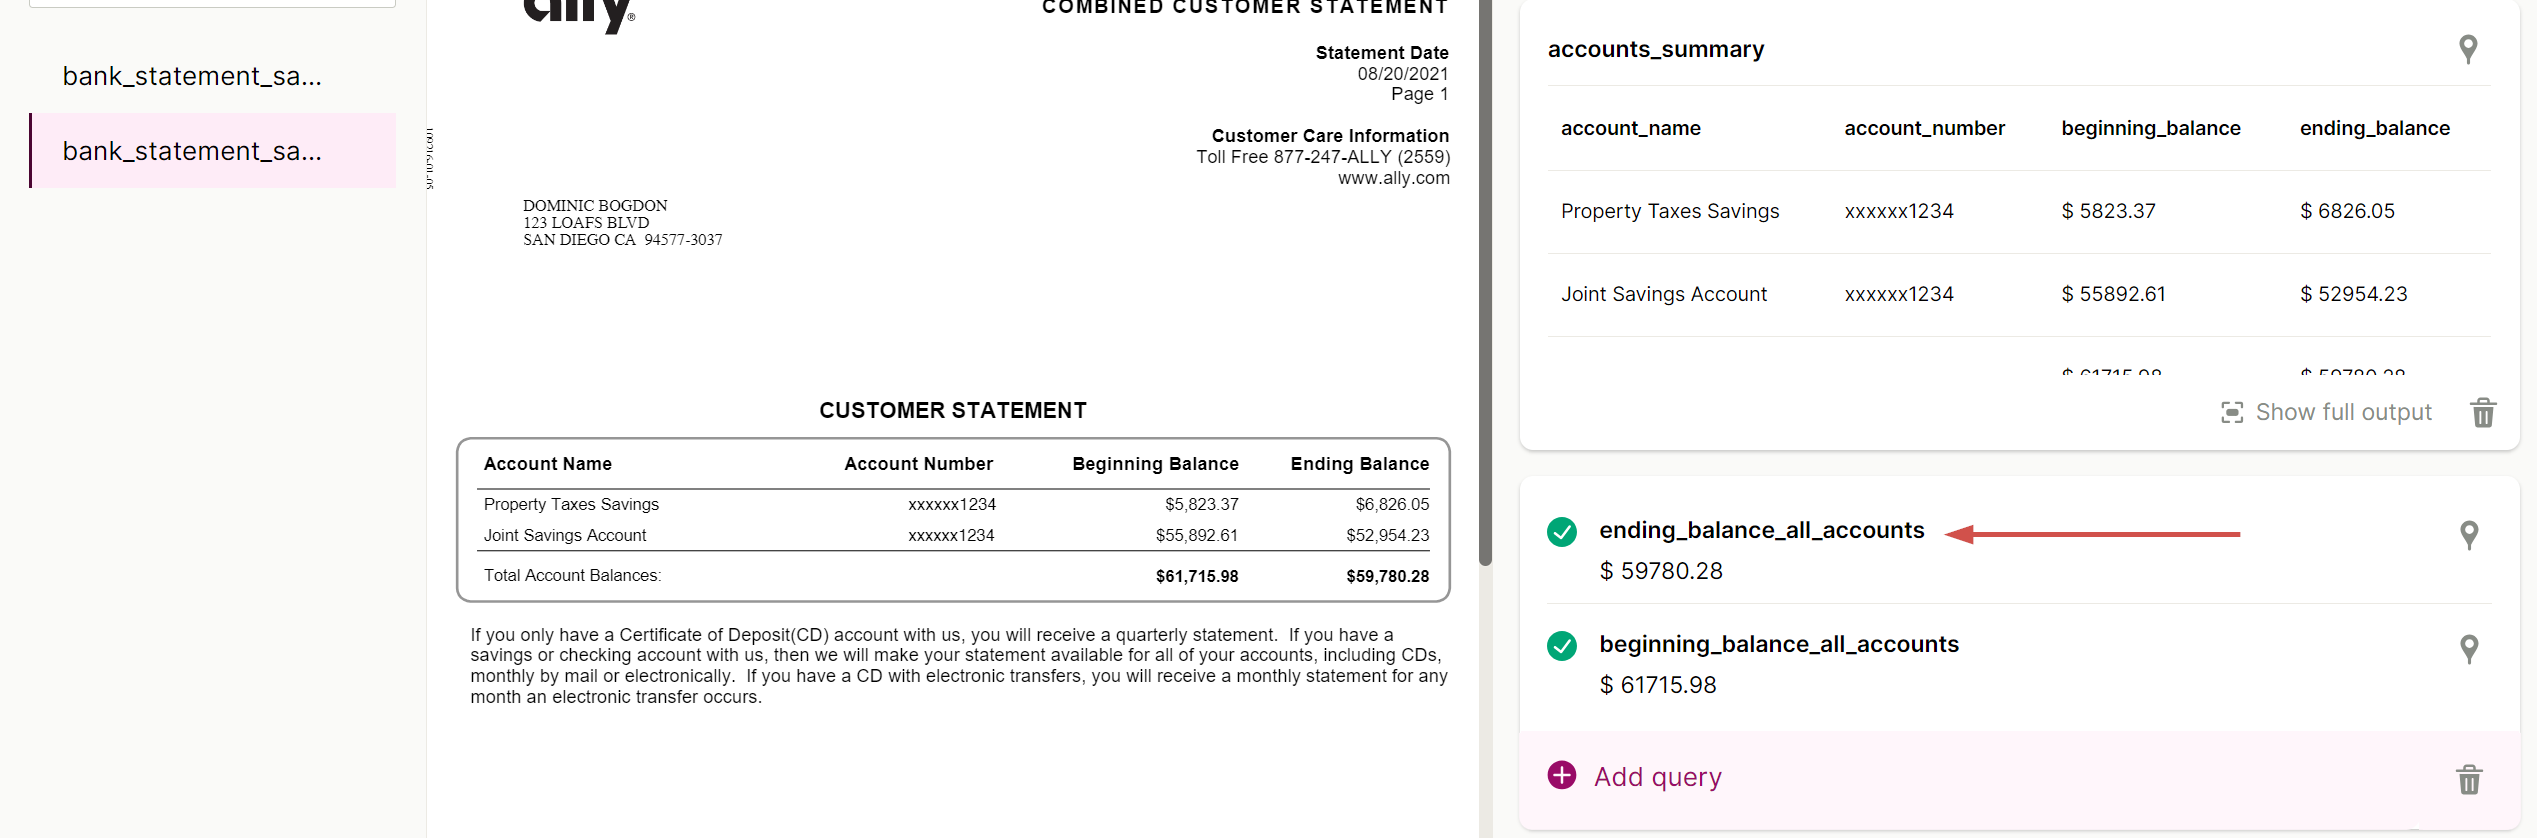 bank_statement_sa...
bank_statement_sa...
ally®
COMBINED CUSTOMER STATEMENT
Statement Date
08/20/2021
Page 1
Customer Care Information
Toll Free 877-247-ALLY (2559)
www.ally.com
DOMINIC BOGDON
123 LOAFS BLVD
SAN DIEGO CA 94577-3037
CUSTOMER STATEMENT
Account Name Account Number Beginning Balance Ending Balance
Property Taxes Savings xxxxxx1234 $5,823.37 $6,826.05
Joint Savings Account xxxxxx1234 $55,892.61 $52,954.23
Total Account Balances: $61,715.98 $59,780.28
If you only have a Certificate of Deposit(CD) account with us, you will receive a quarterly statement. If you have a
savings or checking account with us, then we will make your statement available for all of your accounts, including CDs,
monthly by mail or electronically. If you have a CD with electronic transfers, you will receive a monthly statement for any
month an electronic transfer occurs.
accounts_summary
account_name account_number beginning_balance ending_balance
Property Taxes Savings xxxxxx1234 $ 5823.37 $ 6826.05
Joint Savings Account xxxxxx1234 $ 55892.61 $ 52954.23
$ 61715.98 $ 59780.28
Show full output
ending_balance_all_accounts
$ 59780.28
beginning_balance_all_accounts
$ 61715.98
Add query